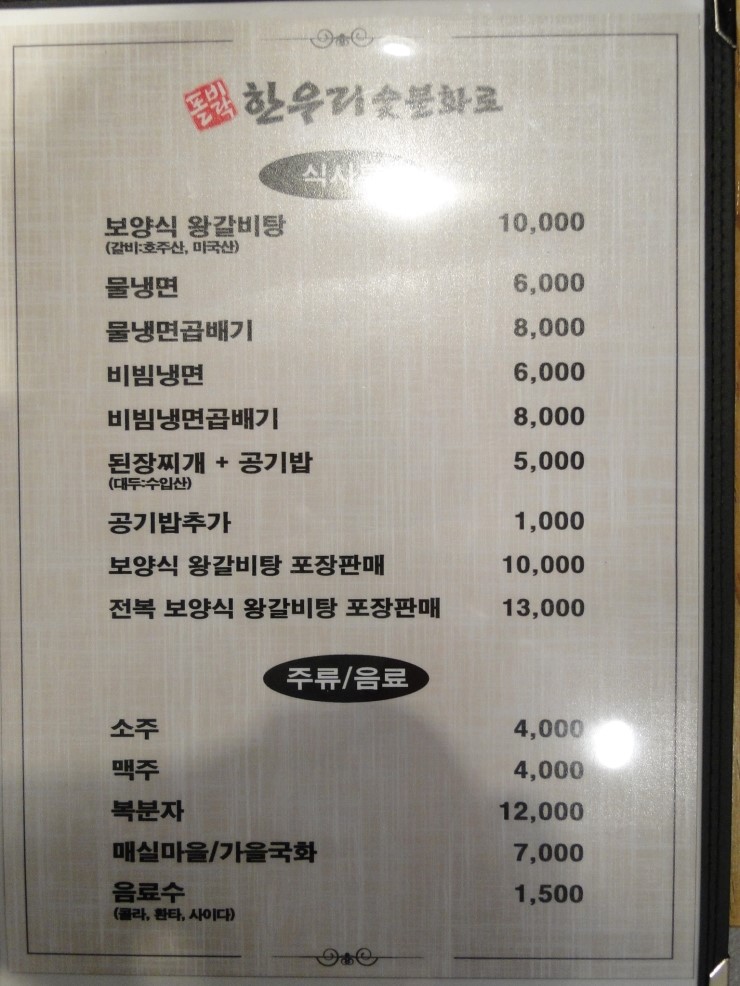 돌바락
한우리숯불화로
식사
보양식 왕갈비탕 10,000
(갈비:호주산, 미국산)
물냉면 6,000
물냉면곱배기 8,000
비빔냉면 6,000
비빔냉면곱배기 8,000
된장찌개 + 공기밥 5,000
(대두:수입산)
공기밥추가 1,000
보양식 왕갈비탕 포장판매 10,000
전복 보양식 왕갈비탕 포장판매 13,000
주류/음료
소주 4,000
맥주 4,000
복분자 12,000
매실마을/가을국화 7,000
음료수 1,500
(콜라, 환타, 사이다)